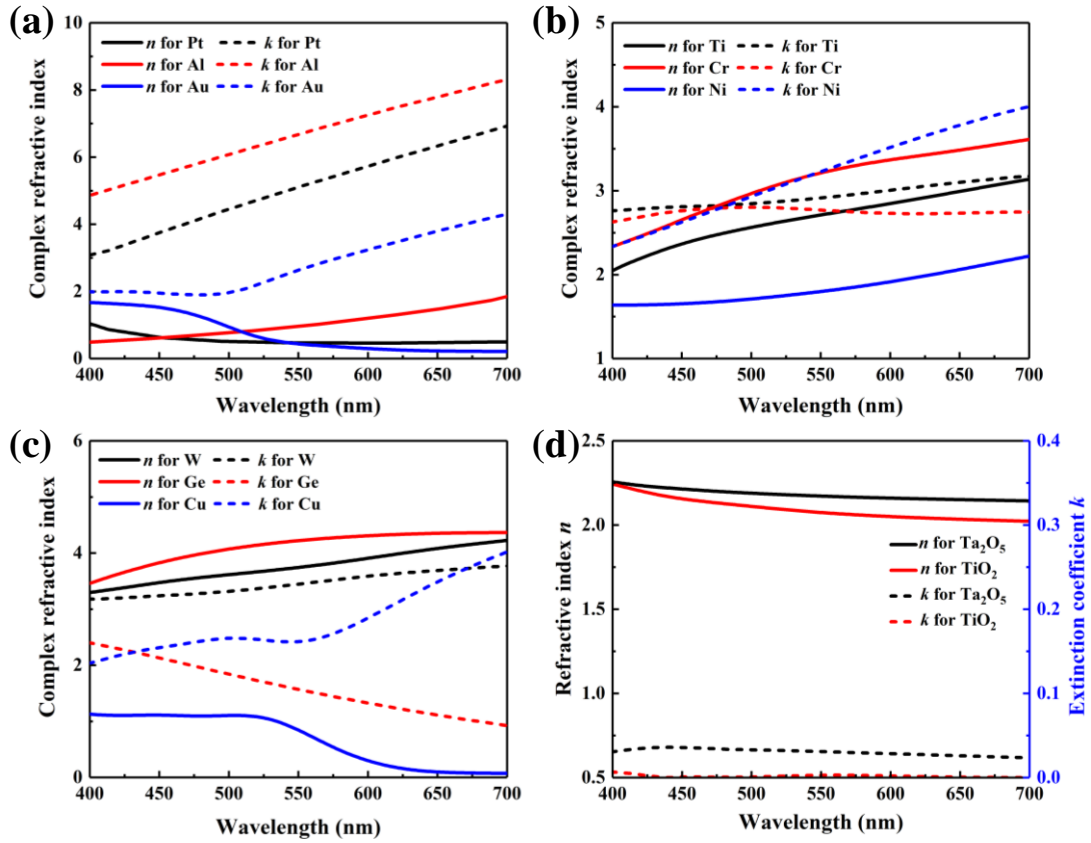 (a)
Complex refractive index
10
8
6
4
2
0
n for Pt k for Pt
n for Al k for Al
n for Au k for Au
400 450 500 550 600 650 700
Wavelength (nm)
(b)
Complex refractive index
5
4
3
2
1
n for Ti k for Ti
n for Cr k for Cr
n for Ni k for Ni
400 450 500 550 600 650 700
Wavelength (nm)
(c)
Complex refractive index
6
4
2
0
n for W k for W
n for Ge k for Ge
n for Cu k for Cu
400 450 500 550 600 650 700
Wavelength (nm)
(d)
Refractive index n
2.5
2.0
1.5
1.0
0.5
n for Ta₂O₅
n for TiO₂
k for Ta₂O₅
k for TiO₂
0.4
0.3
0.2
0.1
0.0
Extinction coefficient k
400 450 500 550 600 650 700
Wavelength (nm)